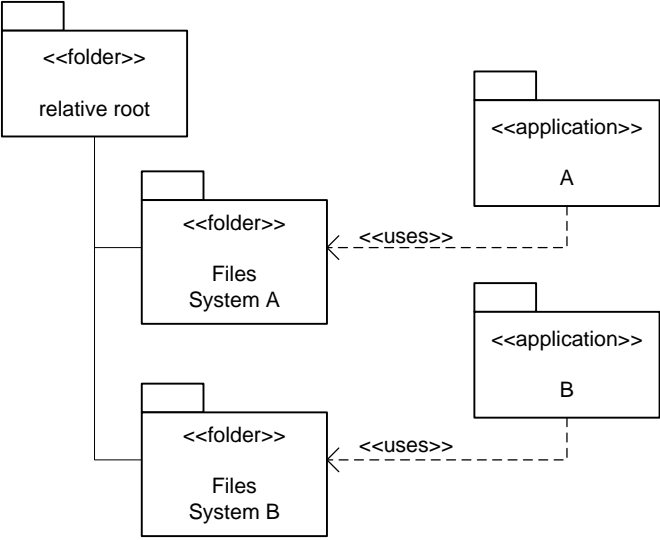 <<folder>>
relative root
<<application>>
A
<<folder>>
Files
System A
<<uses>>
<<application>>
B
<<folder>>
Files
System B
<<uses>>